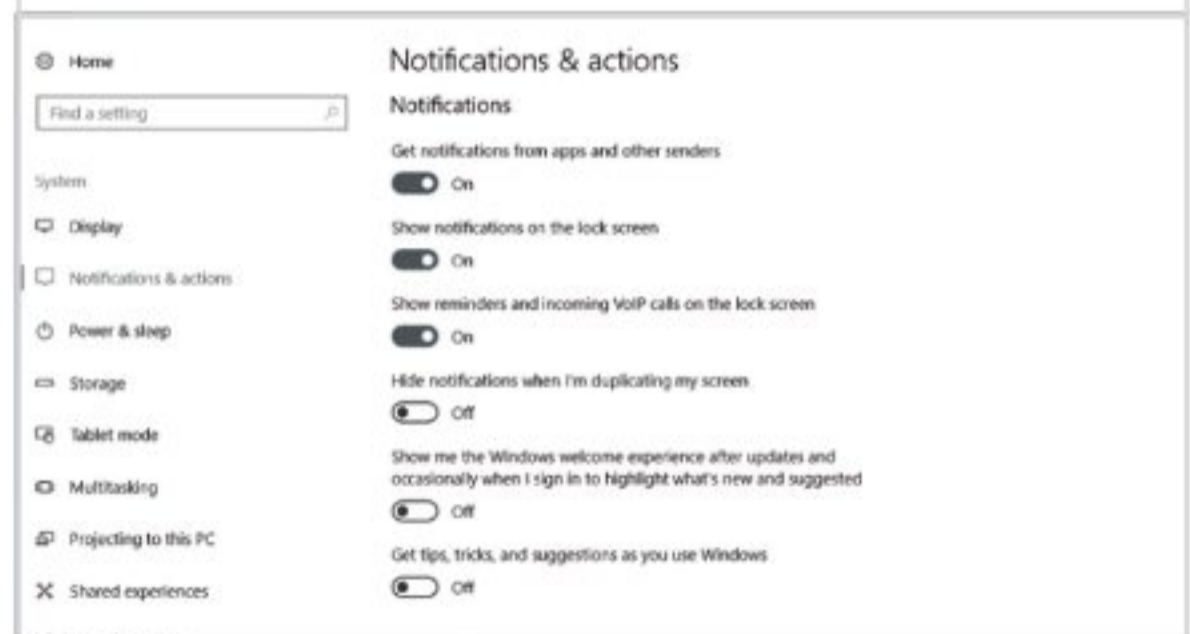 Home
Find a setting
System
Display
Notifications & actions
Power & sleep
Storage
Tablet mode
Multitasking
Projecting to this PC
Shared experiences
Notifications & actions
Notifications
Get notifications from apps and other senders
On
Show notifications on the lock screen
On
Show reminders and incoming VoIP calls on the lock screen
On
Hide notifications when I'm duplicating my screen
Off
Show me the Windows welcome experience after updates and
occasionally when I sign in to highlight what's new and suggested
Off
Get tips, tricks, and suggestions as you use Windows
Off